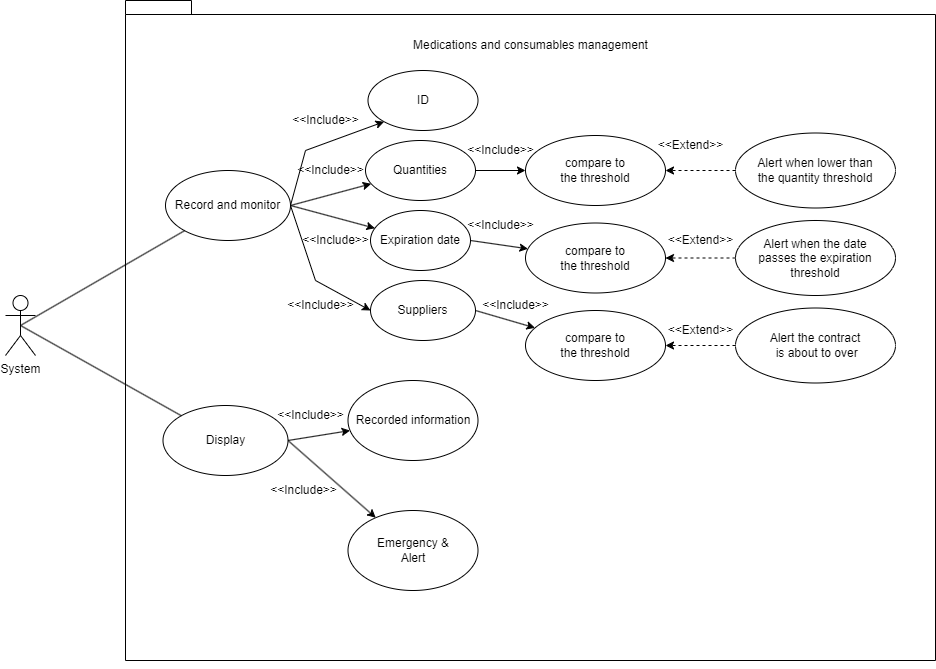 Medications and consumables management
ID
<<Include>>
Quantities
<<Include>>
<<Include>>
compare to
the threshold
<<Extend>>
Alert when lower than
the quantity threshold
Record and monitor
Expiration date
<<Include>>
<<Include>>
compare to
the threshold
<<Extend>>
Alert when the date
passes the expiration
threshold
Suppliers
<<Include>>
<<Include>>
compare to
the threshold
<<Extend>>
Alert the contract
is about to over
System
Display
<<Include>>
Recorded information
<<Include>>
Emergency &
Alert